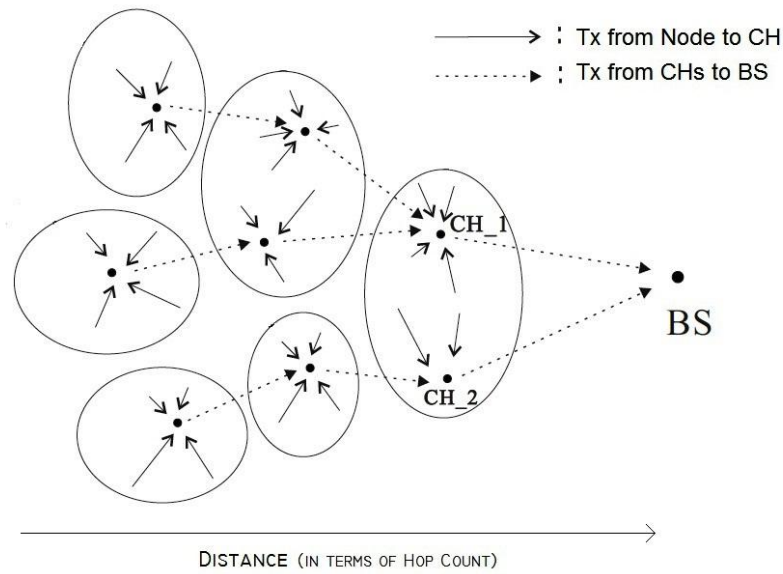 : Tx from Node to CH
: Tx from CHs to BS
CH_1
BS
CH_2
DISTANCE (IN TERMS OF HOP COUNT)